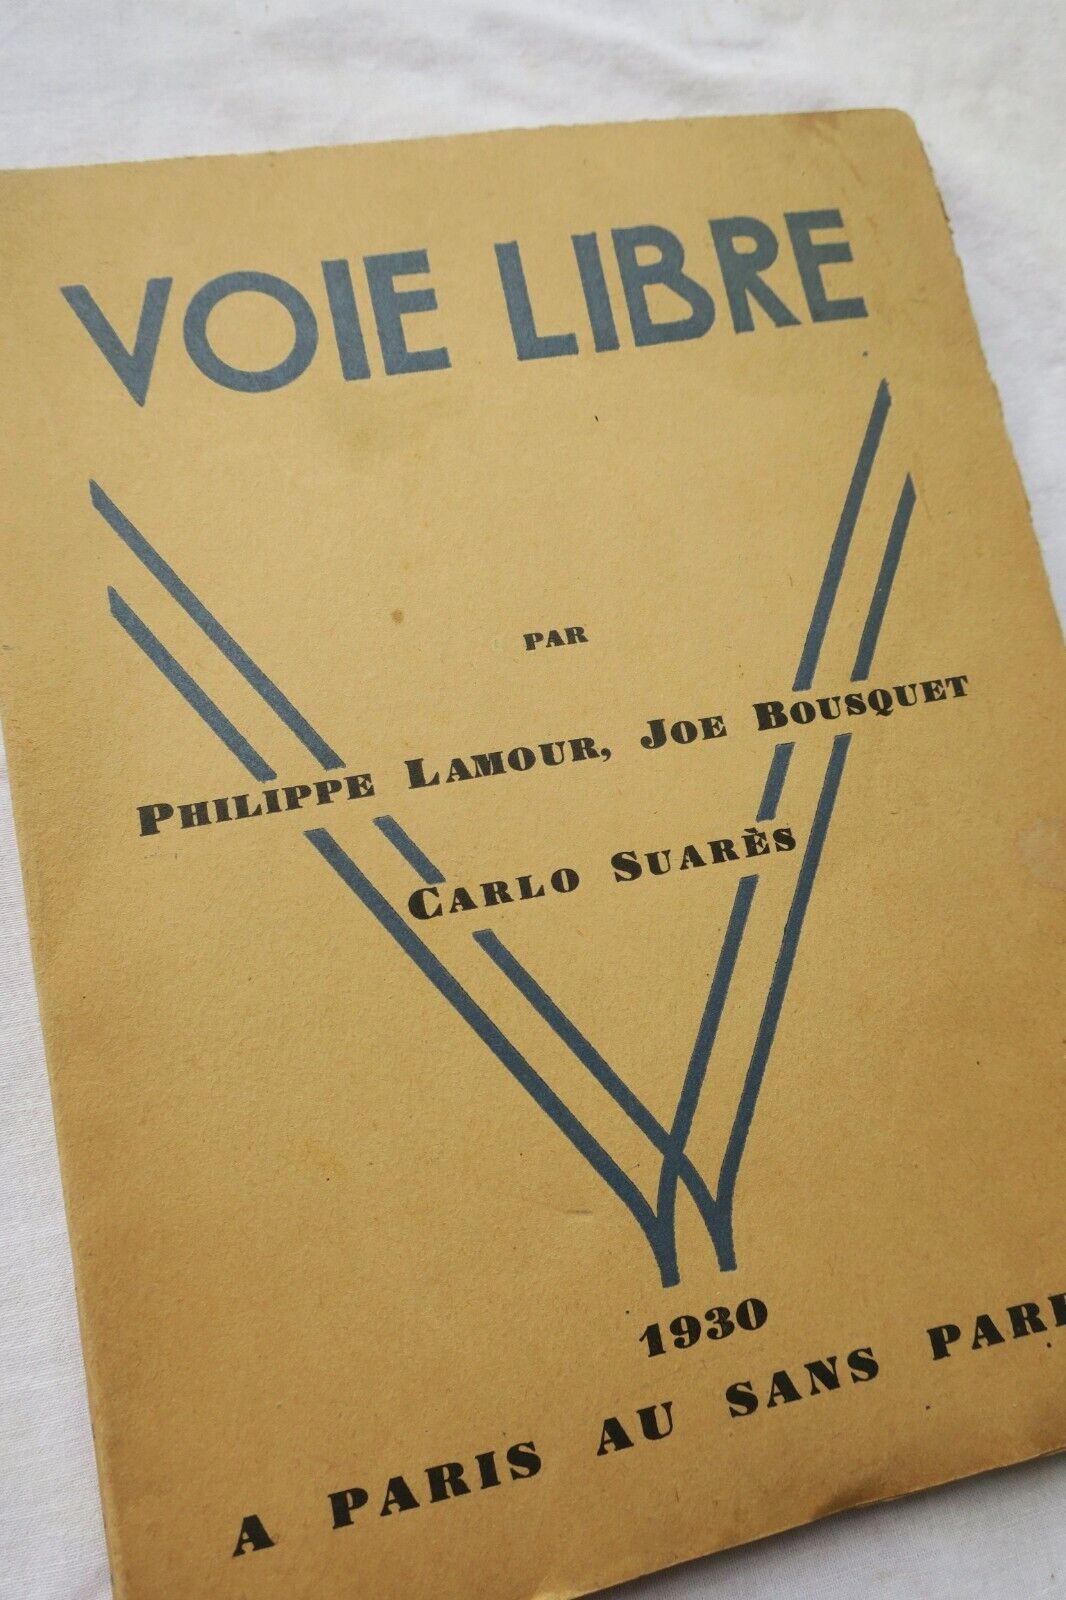 VOIE LIBRE
PAR
PHILIPPE LAMOUR, JOE BOUSQUET
CARLO SUARÈS
1930
A PARIS AU SANS